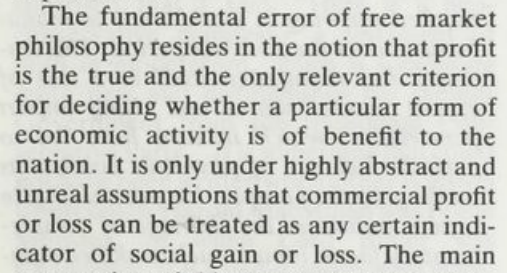 The fundamental error of free market
philosophy resides in the notion that profit
is the true and the only relevant criterion
for deciding whether a particular form of
economic activity is of benefit to the
nation. It is only under highly abstract and
unreal assumptions that commercial profit
or loss can be treated as any certain indi-
cator of social gain or loss. The main